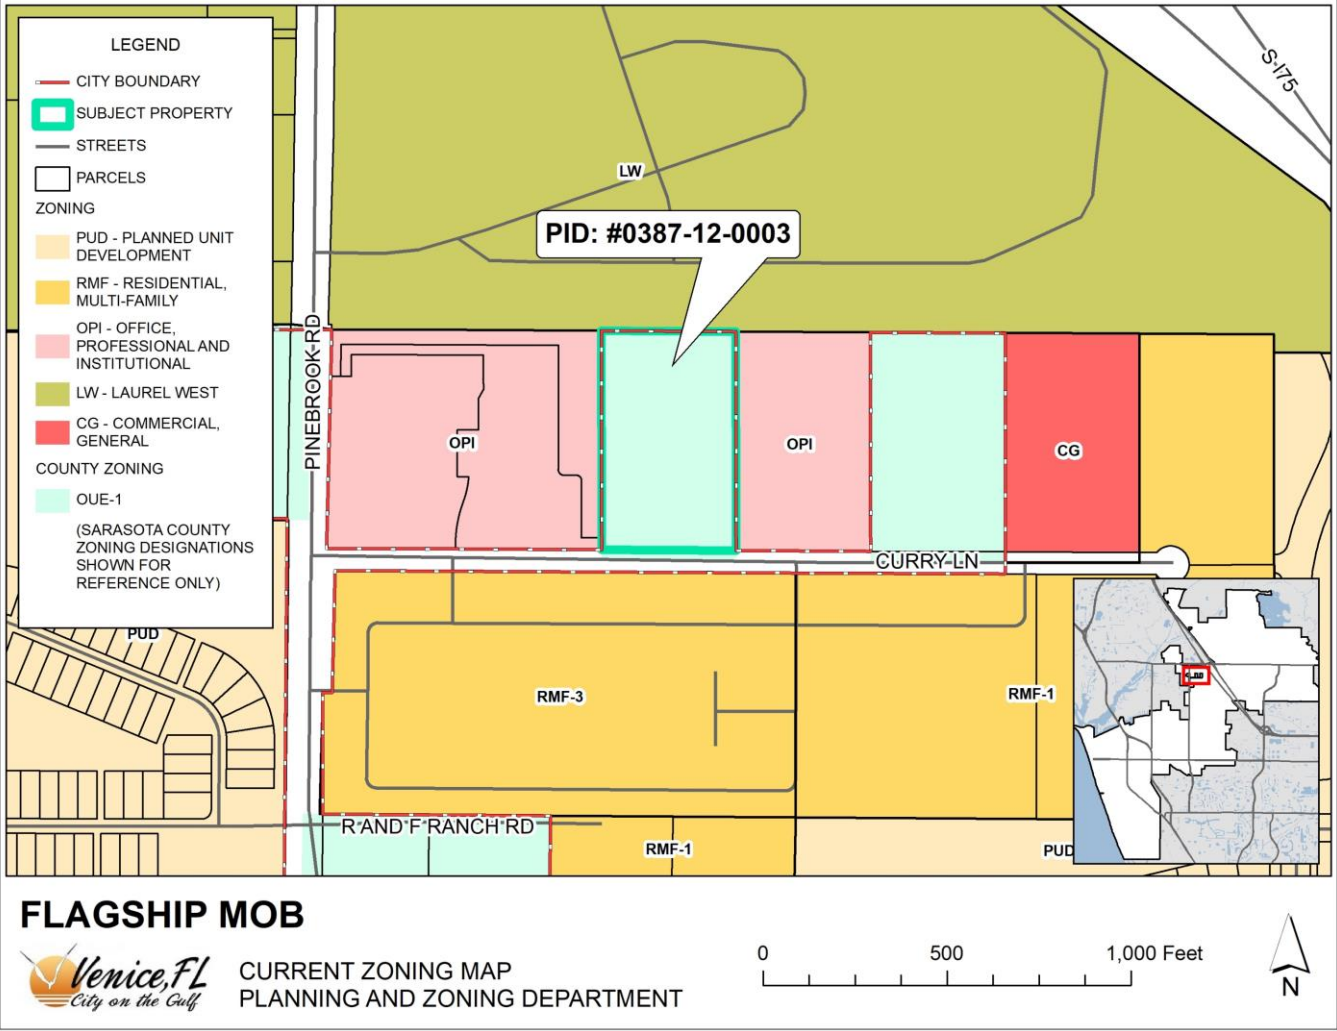 LEGEND
CITY BOUNDARY
SUBJECT PROPERTY
STREETS
PARCELS
ZONING
PUD - PLANNED UNIT
DEVELOPMENT
RMF - RESIDENTIAL,
MULTI-FAMILY
OPI - OFFICE,
PROFESSIONAL AND
INSTITUTIONAL
LW - LAUREL WEST
CG - COMMERCIAL,
GENERAL
COUNTY ZONING
OUE-1
(SARASOTA COUNTY
ZONING DESIGNATIONS
SHOWN FOR
REFERENCE ONLY)
S-I75
LW
PID: #0387-12-0003
PINEBROOK RD
OPI
OPI
CG
CURRY LN
PUD
RMF-3
RMF-1
R AND F RANCH RD
RMF-1
PUD
FLAGSHIP MOB
Venice, FL
City on the Gulf
CURRENT ZONING MAP
PLANNING AND ZONING DEPARTMENT
0 500 1,000 Feet
N